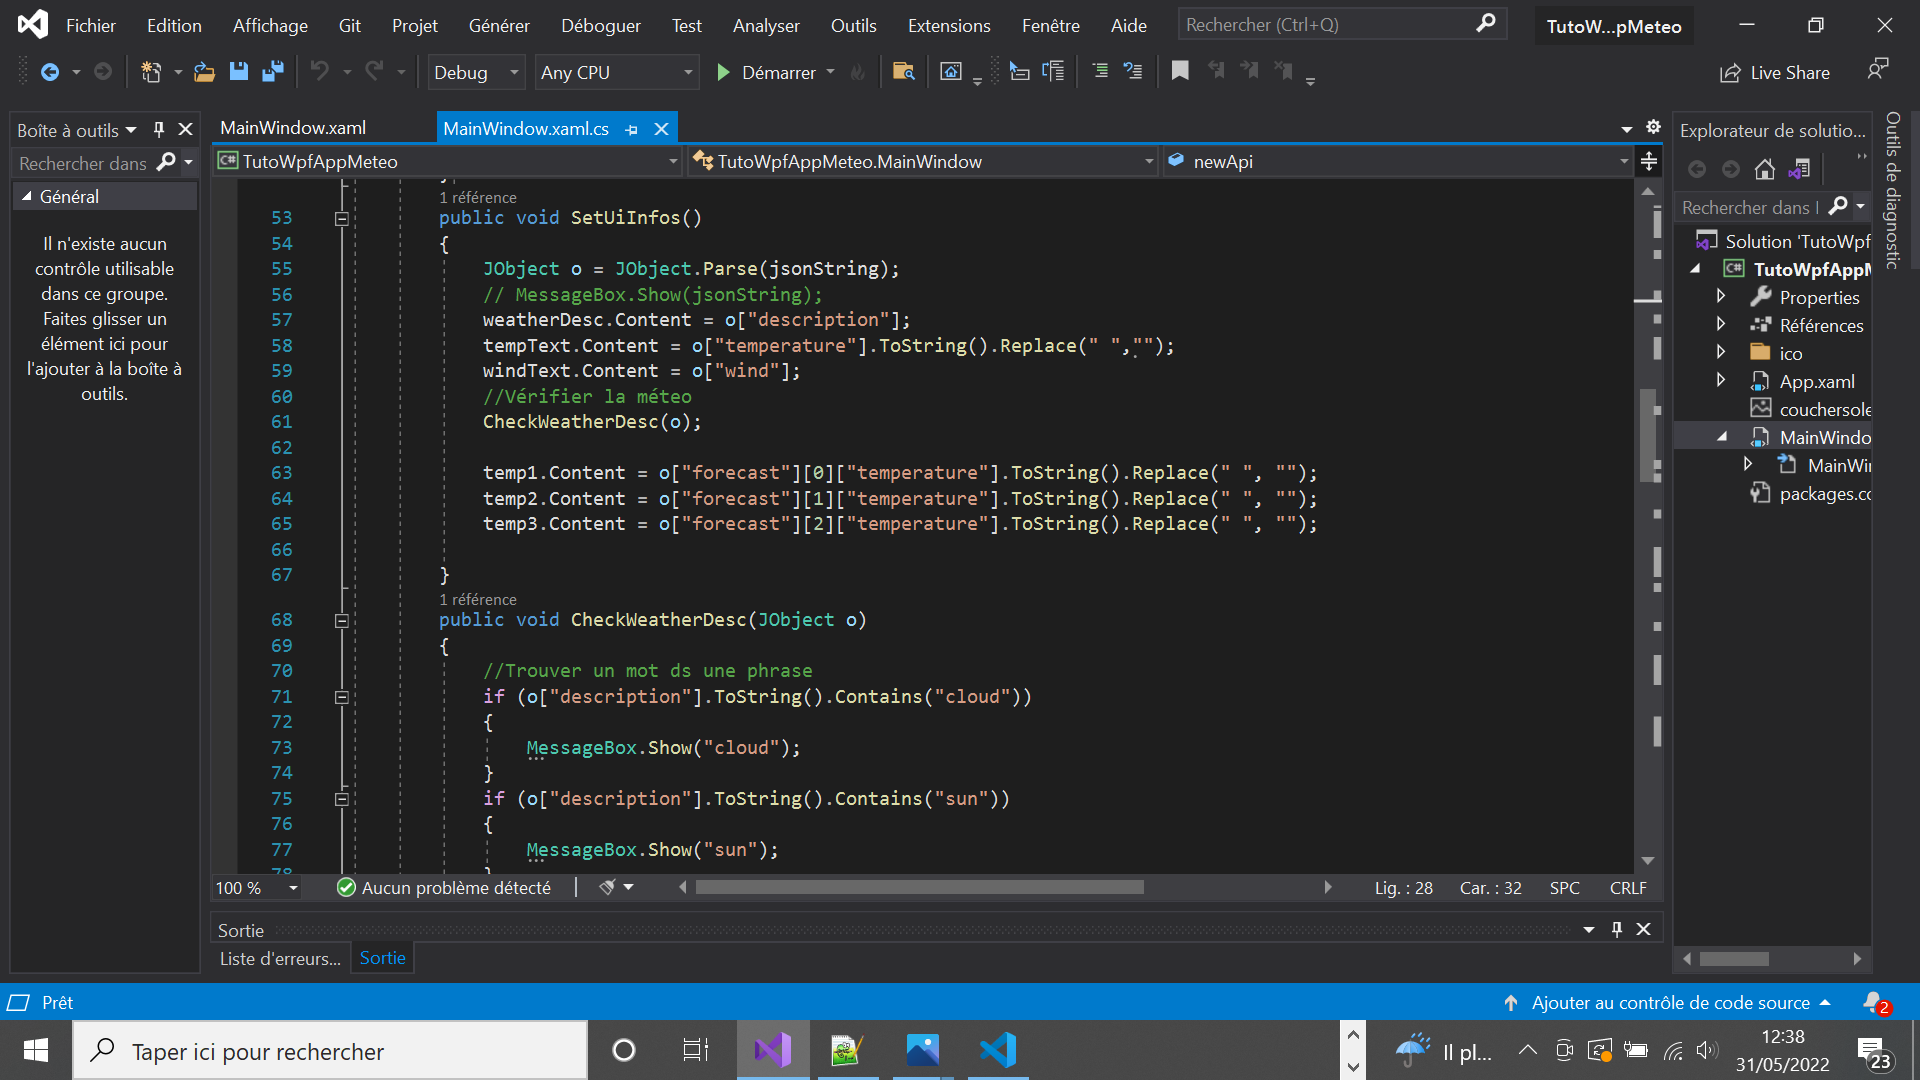 Fichier Edition Affichage Git Projet Générer Déboguer Test Analyser Outils Extensions Fenêtre Aide Rechercher (Ctrl+Q) TutoW...pMeteo
Debug Any CPU Démarrer Live Share
Boîte à outils
Rechercher dans
Général
Il n'existe aucun
contrôle utilisable
dans ce groupe.
Faites glisser un
élément ici pour
l'ajouter à la boîte à
outils.
MainWindow.xaml MainWindow.xaml.cs
TutoWpfAppMeteo TutoWpfAppMeteo.MainWindow newApi
1 référence
53 public void SetUiInfos()
54 {
55 JObject o = JObject.Parse(jsonString);
56 // MessageBox.Show(jsonString);
57 weatherDesc.Content = o["description"];
58 tempText.Content = o["temperature"].ToString().Replace(" ","");
59 windText.Content = o["wind"];
60 //Vérifier la méteo
61 CheckWeatherDesc(o);
62
63 temp1.Content = o["forecast"][0]["temperature"].ToString().Replace(" ", "");
64 temp2.Content = o["forecast"][1]["temperature"].ToString().Replace(" ", "");
65 temp3.Content = o["forecast"][2]["temperature"].ToString().Replace(" ", "");
66
67 }
1 référence
68 public void CheckWeatherDesc(JObject o)
69 {
70 //Trouver un mot ds une phrase
71 if (o["description"].ToString().Contains("cloud"))
72 {
73 MessageBox.Show("cloud");
74 }
75 if (o["description"].ToString().Contains("sun"))
76 {
77 MessageBox.Show("sun");
78 }
100 % Aucun problème détecté Lig. : 28 Car. : 32 SPC CRLF
Sortie
Liste d'erreurs... Sortie
Explorateur de solutio...
Rechercher dans l
Solution 'TutoWpf
C# TutoWpfAppM
Properties
Références
ico
App.xaml
couchersole
MainWindo
MainWin
packages.co
Outils de diagnostic
Prêt Ajouter au contrôle de code source 2
Taper ici pour rechercher Il pl... 12:38
31/05/2022 23